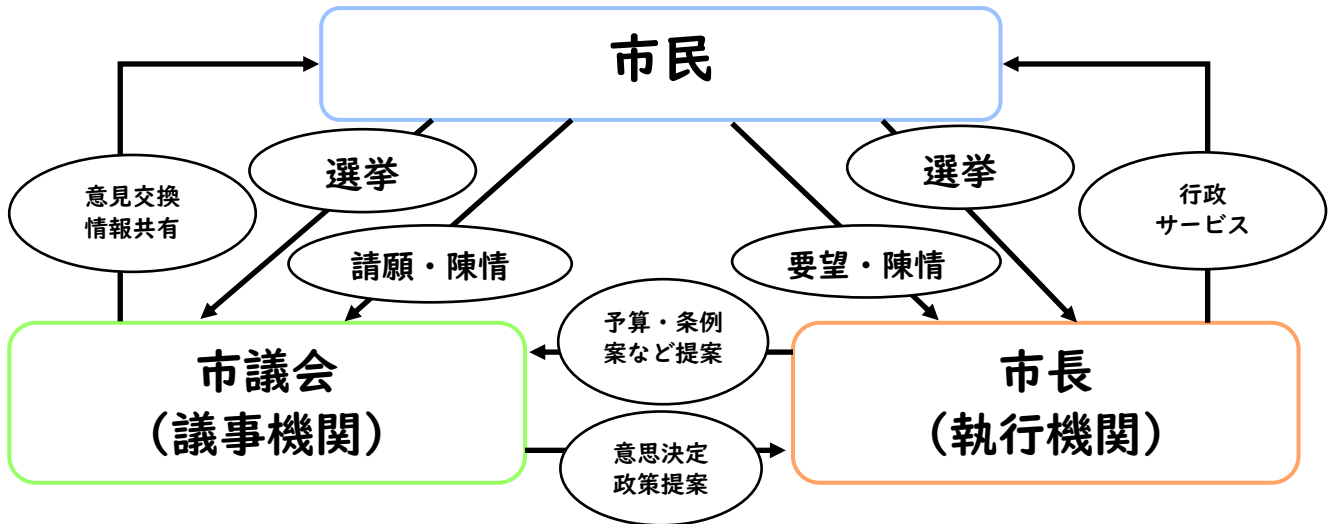 市民
選挙
選挙
意見交換
情報共有
行政
サービス
請願・陳情
要望・陳情
予算・条例
案など提案
市議会
（議事機関）
市長
（執行機関）
意思決定
政策提案